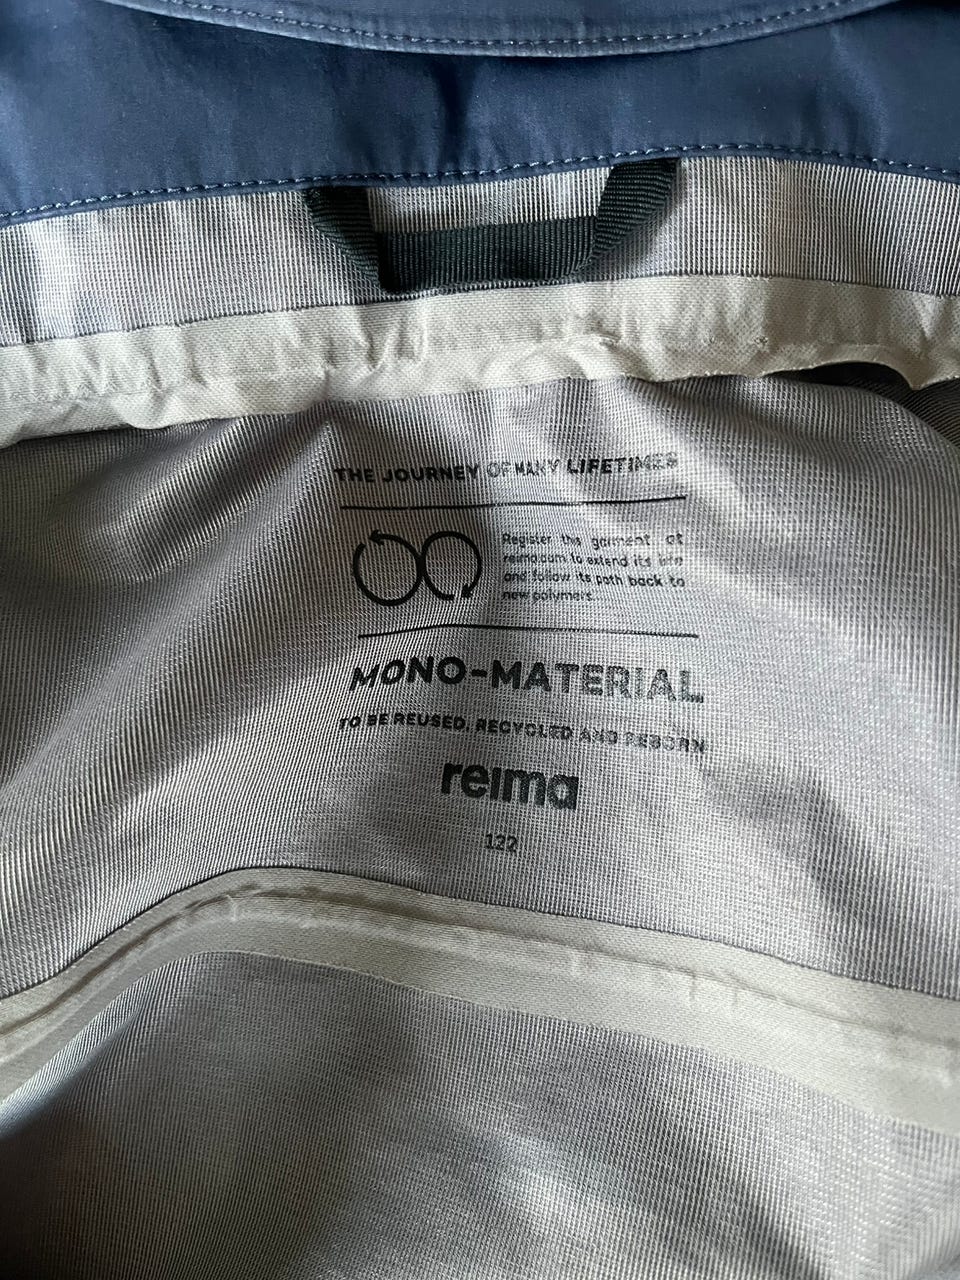 THE JOURNEY OF MANY LIFETIMES
Register the garment at
reima.com to extend its life
and follow its path back to
new polymers.
MONO-MATERIAL
TO BE REUSED, RECYCLED AND REBORN
reima
122